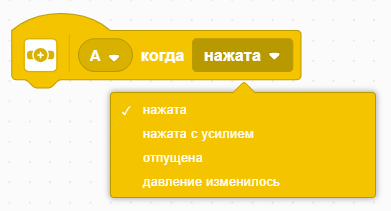 A когда нажата
нажата
нажата с усилием
отпущена
давление изменилось